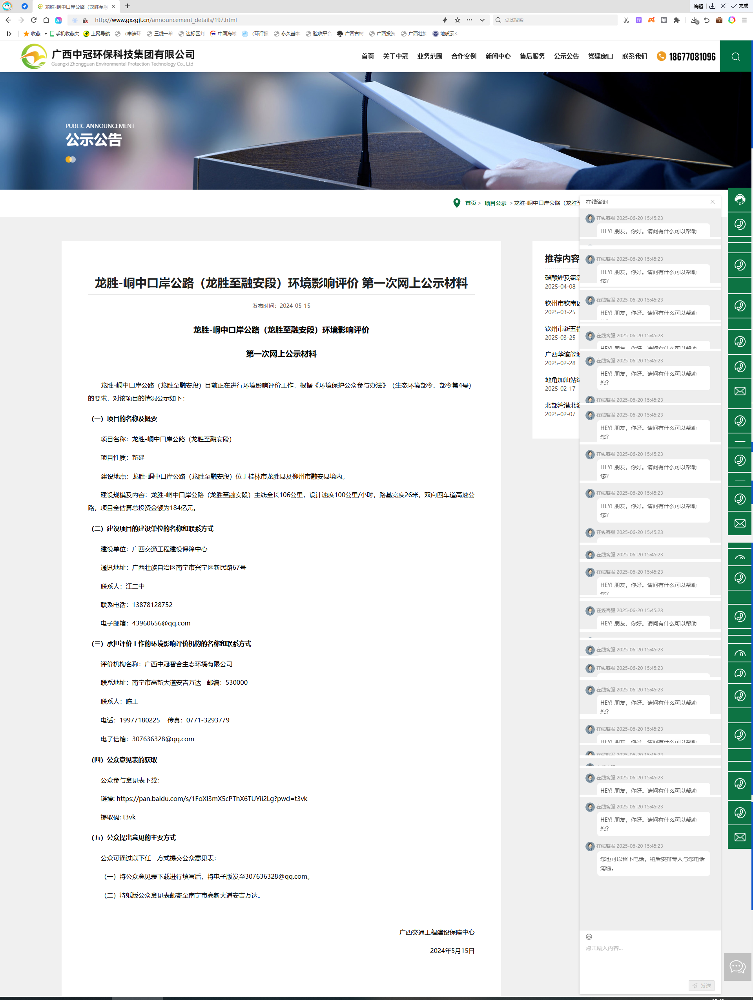 龙胜-峒中口岸公路（龙胜至融
编辑
完成
http://www.gxzgjt.cn/announcement_details/197.html
点此搜索
收藏
手机收藏夹
上网导航
（申请环
三线一单
达标区判
中国海域
（环评报
永久基本
验收平台
广西古树
广西投资
广西壮族
地质云3.
广西中冠环保科技集团有限公司
Guangxi Zhongguan Environmental Protection Technology Co., Ltd
首页 关于中冠 业务范围 合作案例 新闻中心 售后服务 公示公告 党建窗口 联系我们
18677081096
PUBLIC ANNOUNCEMENT
公示公告
首页 > 项目公示 > 龙胜-峒中口岸公路（龙胜至
龙胜-峒中口岸公路（龙胜至融安段）环境影响评价 第一次网上公示材料
发布时间：2024-05-15
龙胜-峒中口岸公路（龙胜至融安段）环境影响评价
第一次网上公示材料
龙胜-峒中口岸公路（龙胜至融安段）目前正在进行环境影响评价工作，根据《环境保护公众参与办法》（生态环境部令、部令第4号）
的要求，对该项目的情况公示如下：
（一）项目的名称及概要
项目名称：龙胜-峒中口岸公路（龙胜至融安段）
项目性质：新建
建设地点：龙胜-峒中口岸公路（龙胜至融安段）位于桂林市龙胜县及柳州市融安县境内。
建设规模及内容：龙胜-峒中口岸公路（龙胜至融安段）主线全长106公里，设计速度100公里/小时，路基宽度26米，双向四车道高速公
路，项目全估算总投资金额为184亿元。
（二）建设项目的建设单位的名称和联系方式
建设单位：广西交通工程建设保障中心
通讯地址：广西壮族自治区南宁市兴宁区新民路67号
联系人：江二中
联系电话：13878128752
电子邮箱：43960656@qq.com
（三）承担评价工作的环境影响评价机构的名称和联系方式
评价机构名称：广西中冠智合生态环境有限公司
联系地址：南宁市高新大道安吉万达 邮编：530000
联系人：陈工
电话：19977180225 传真：0771-3293779
电子信箱：307636328@qq.com
（四）公众意见表的获取
公众参与意见表下载：
链接: https://pan.baidu.com/s/1FoXl3mX5cPThX6TUYii2Lg?pwd=t3vk
提取码: t3vk
（五）公众提出意见的主要方式
公众可通过以下任一方式提交公众意见表：
（一）将公众意见表下载进行填写后，将电子版发至307636328@qq.com。
（二）将纸版公众意见表邮寄至南宁市高新大道安吉万达。
广西交通工程建设保障中心
2024年5月15日
推荐内容
碳酸锂及氢氧
2025-04-08
钦州市钦南区
2025-03-25
钦州市新五福
2025-03-25
广西华谊能源
2025-02-28
地角加油站综
2025-02-17
北部湾港北海
2025-02-07
在线咨询
在线客服 2025-06-20 15:45:23
HEY! 朋友，你好。请问有什么可以帮助
在线客服 2025-06-20 15:45:23
HEY! 朋友，你好。请问有什么可以帮助
您？
在线客服 2025-06-20 15:45:23
HEY! 朋友，你好。请问有什么可以帮助
在线客服 2025-06-20 15:45:23
HEY! 朋友，你好。请问有什么可以帮助
在线客服 2025-06-20 15:45:23
HEY! 朋友，你好。请问有什么可以帮助
您？
在线客服 2025-06-20 15:45:23
在线客服 2025-06-20 15:45:23
HEY! 朋友，你好。请问有什么可以帮助
您？
在线客服 2025-06-20 15:45:23
HEY! 朋友，你好。请问有什么可以帮助
您？
在线客服 2025-06-20 15:45:23
HEY! 朋友，你好。请问有什么可以帮助
您？
在线客服 2025-06-20 15:45:23
在线客服 2025-06-20 15:45:23
在线客服 2025-06-20 15:45:23
HEY! 朋友，你好。请问有什么可以帮助
您？
在线客服 2025-06-20 15:45:23
HEY! 朋友，你好。请问有什么可以帮助
在线客服 2025-06-20 15:45:23
在线客服 2025-06-20 15:45:23
在线客服 2025-06-20 15:45:23
HEY! 朋友，你好。请问有什么可以帮助
您？
在线客服 2025-06-20 15:45:23
HEY! 朋友，你好。请问有什么可以帮助
在线客服 2025-06-20 15:45:23
在线客服 2025-06-20 15:45:23
HEY! 朋友，你好。请问有什么可以帮助
在线客服 2025-06-20 15:45:23
HEY! 朋友，你好。请问有什么可以帮助
您？
在线客服 2025-06-20 15:45:23
您也可以留下电话，稍后安排专人与您电话
沟通。
点击输入内容...
发送